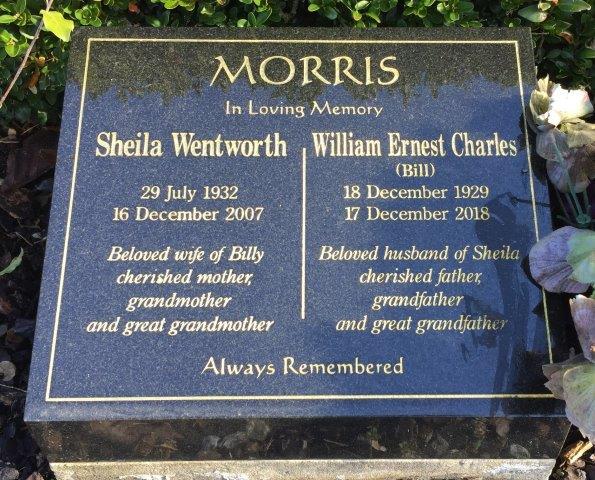 MORRIS
In Loving Memory
Sheila Wentworth
29 July 1932
16 December 2007
Beloved wife of Billy
cherished mother,
grandmother
and great grandmother
William Ernest Charles
(Bill)
18 December 1929
17 December 2018
Beloved husband of Sheila
cherished father,
grandfather
and great grandfather
Always Remembered